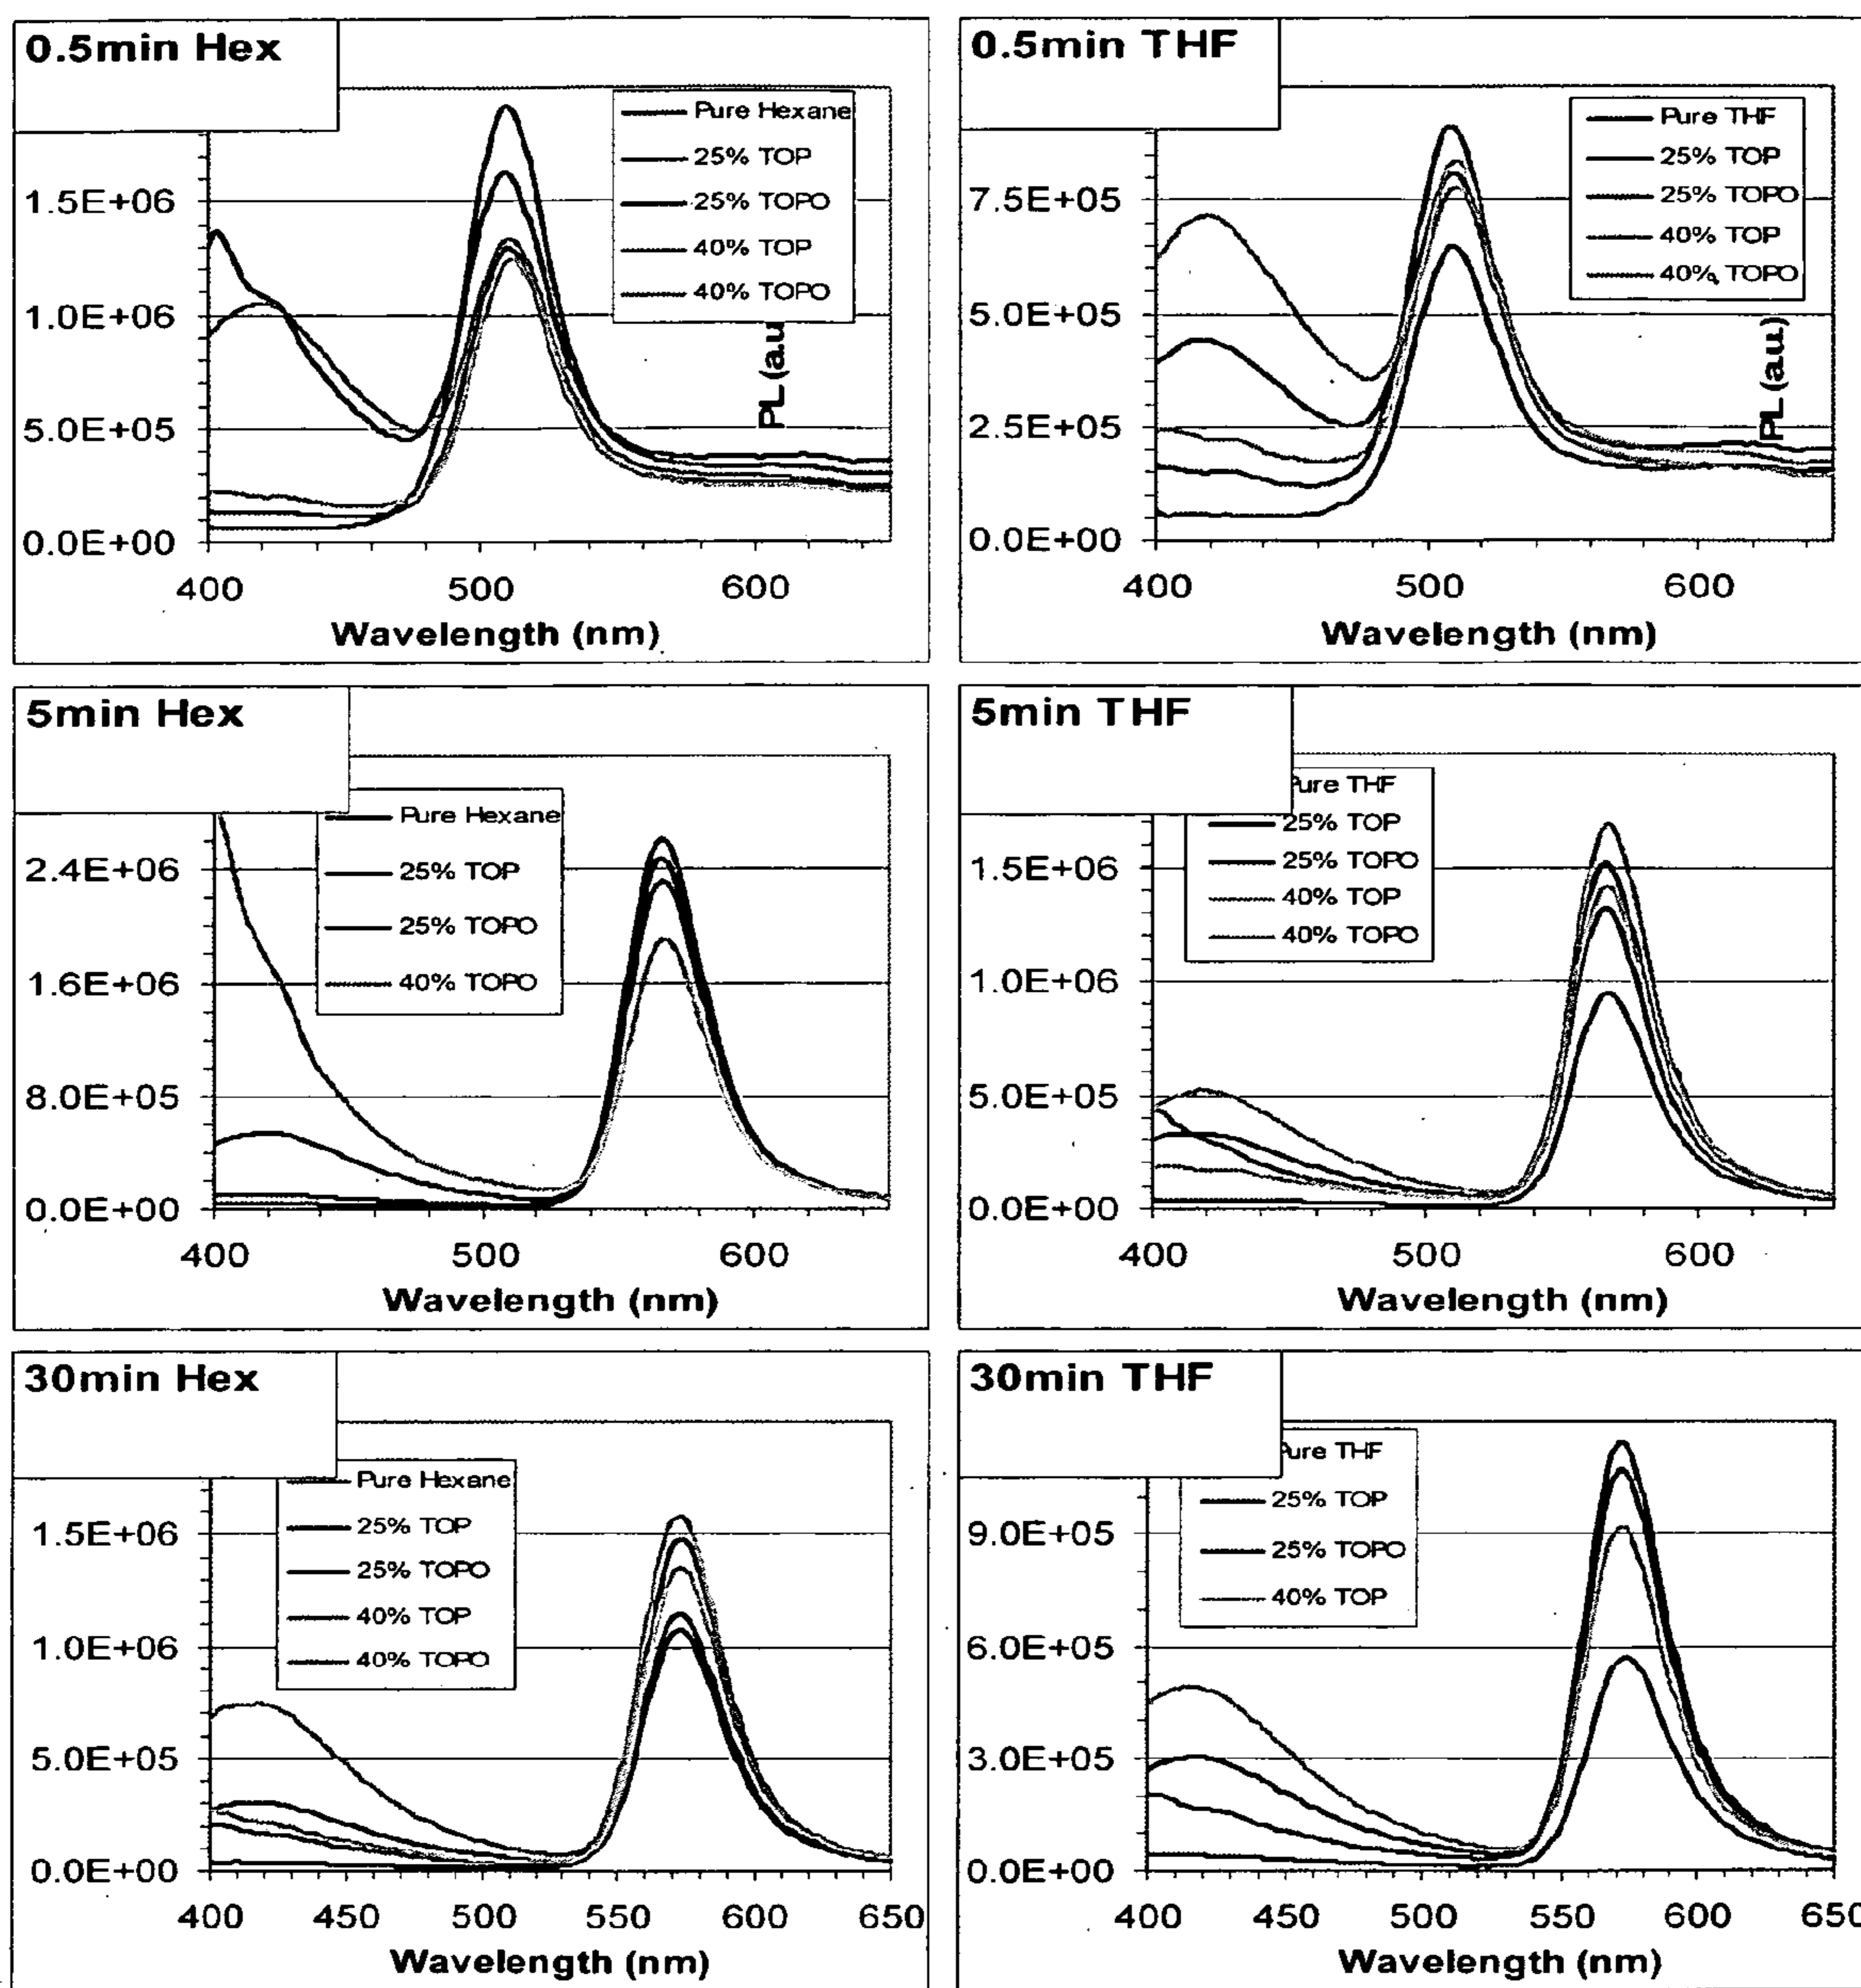 0.5min Hex
Pure Hexane
25% TOP
25% TOPO
40% TOP
40% TOPO
1.5E+06
1.0E+06
5.0E+05
0.0E+00
PL (a.u
400 500 600
Wavelength (nm)
0.5min THF
Pure THF
25% TOP
25% TOPO
40% TOP
40% TOPO
7.5E+05
5.0E+05
2.5E+05
0.0E+00
PL (a.u.)
400 500 600
Wavelength (nm)
5min Hex
Pure Hexane
25% TOP
25% TOPO
40% TOPO
2.4E+06
1.6E+06
8.0E+05
0.0E+00
400 500 600
Wavelength (nm)
5min THF
Pure THF
25% TOP
25% TOPO
40% TOP
40% TOPO
1.5E+06
1.0E+06
5.0E+05
0.0E+00
400 500 600
Wavelength (nm)
30min Hex
Pure Hexane
25% TOP
25% TOPO
40% TOP
40% TOPO
1.5E+06
1.0E+06
5.0E+05
0.0E+00
400 450 500 550 600 650
Wavelength (nm)
30min THF
Pure THF
25% TOP
25% TOPO
40% TOP
9.0E+05
6.0E+05
3.0E+05
0.0E+00
400 450 500 550 600 650
Wavelength (nm)